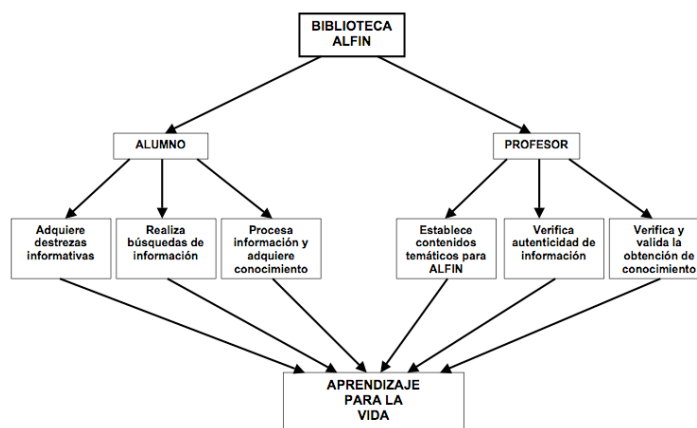 BIBLIOTECA
ALFIN
ALUMNO
PROFESOR
Adquiere
destrezas
informativas
Realiza
búsquedas de
información
Procesa
información y
adquiere
conocimiento
Establece
contenidos
temáticos para
ALFIN
Verifica
autenticidad de
información
Verifica y
valida la
obtención de
conocimiento
APRENDIZAJE
PARA LA
VIDA